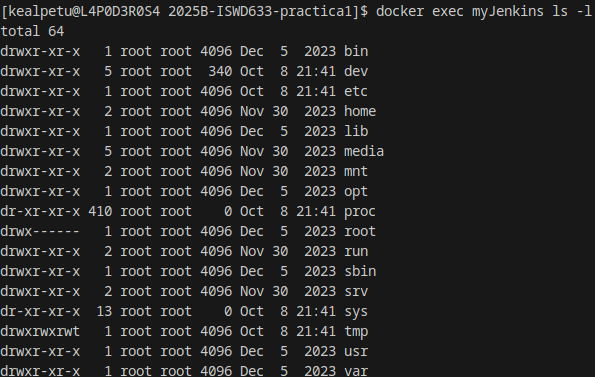 [kealpetu@L4P0D3R0S4 2025B-ISWD633-practica1]$ docker exec myJenkins ls -l
total 64
drwxr-xr-x   1 root root 4096 Dec  5  2023 bin
drwxr-xr-x   5 root root  340 Oct  8 21:41 dev
drwxr-xr-x   1 root root 4096 Oct  8 21:41 etc
drwxr-xr-x   2 root root 4096 Nov 30  2023 home
drwxr-xr-x   1 root root 4096 Dec  5  2023 lib
drwxr-xr-x   5 root root 4096 Nov 30  2023 media
drwxr-xr-x   2 root root 4096 Nov 30  2023 mnt
drwxr-xr-x   1 root root 4096 Dec  5  2023 opt
dr-xr-xr-x 410 root root    0 Oct  8 21:41 proc
drwx------   1 root root 4096 Dec  5  2023 root
drwxr-xr-x   2 root root 4096 Nov 30  2023 run
drwxr-xr-x   1 root root 4096 Dec  5  2023 sbin
drwxr-xr-x   2 root root 4096 Nov 30  2023 srv
dr-xr-xr-x  13 root root    0 Oct  8 21:41 sys
drwxrwxrwt   1 root root 4096 Dec  5  2023 tmp
drwxr-xr-x   1 root root 4096 Dec  5  2023 usr
drwxr-xr-x   1 root root 4096 Dec  5  2023 var